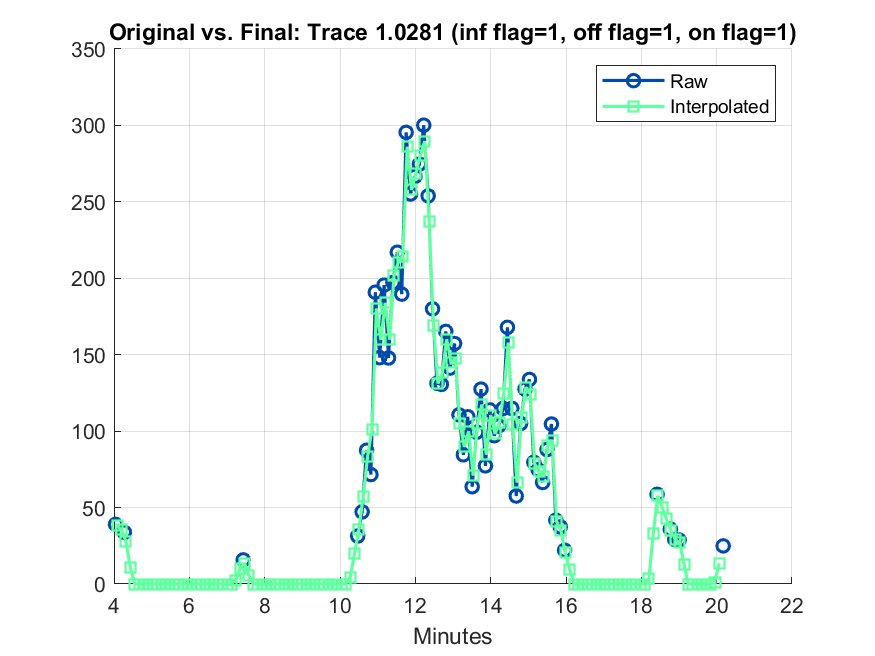 Original vs. Final: Trace 1.0281 (inf flag=1, off flag=1, on flag=1)
350
300
250
200
150
100
50
0
Raw
Interpolated
4 6 8 10 12 14 16 18 20 22
Minutes